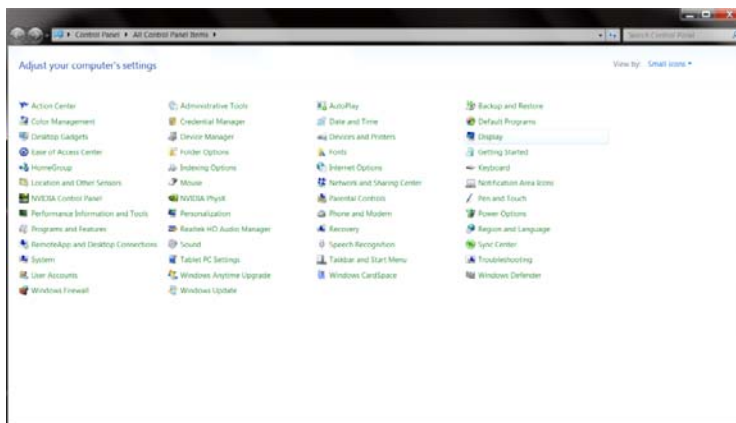 Control Panel All Control Panel Items
Search Control Panel
Adjust your computer's settings
View by: Small icons
Action Center Administrative Tools AutoPlay Backup and Restore
Color Management Credential Manager Date and Time Default Programs
Desktop Gadgets Device Manager Devices and Printers Display
Ease of Access Center Folder Options Fonts Getting Started
HomeGroup Indexing Options Internet Options Keyboard
Location and Other Sensors Mouse Network and Sharing Center Notification Area Icons
NVIDIA Control Panel NVIDIA PhysX Parental Controls Pen and Touch
Performance Information and Tools Personalization Phone and Modem Power Options
Programs and Features Realtek HD Audio Manager Recovery Region and Language
RemoteApp and Desktop Connections Sound Speech Recognition Sync Center
System Tablet PC Settings Taskbar and Start Menu Troubleshooting
User Accounts Windows Anytime Upgrade Windows CardSpace Windows Defender
Windows Firewall Windows Update